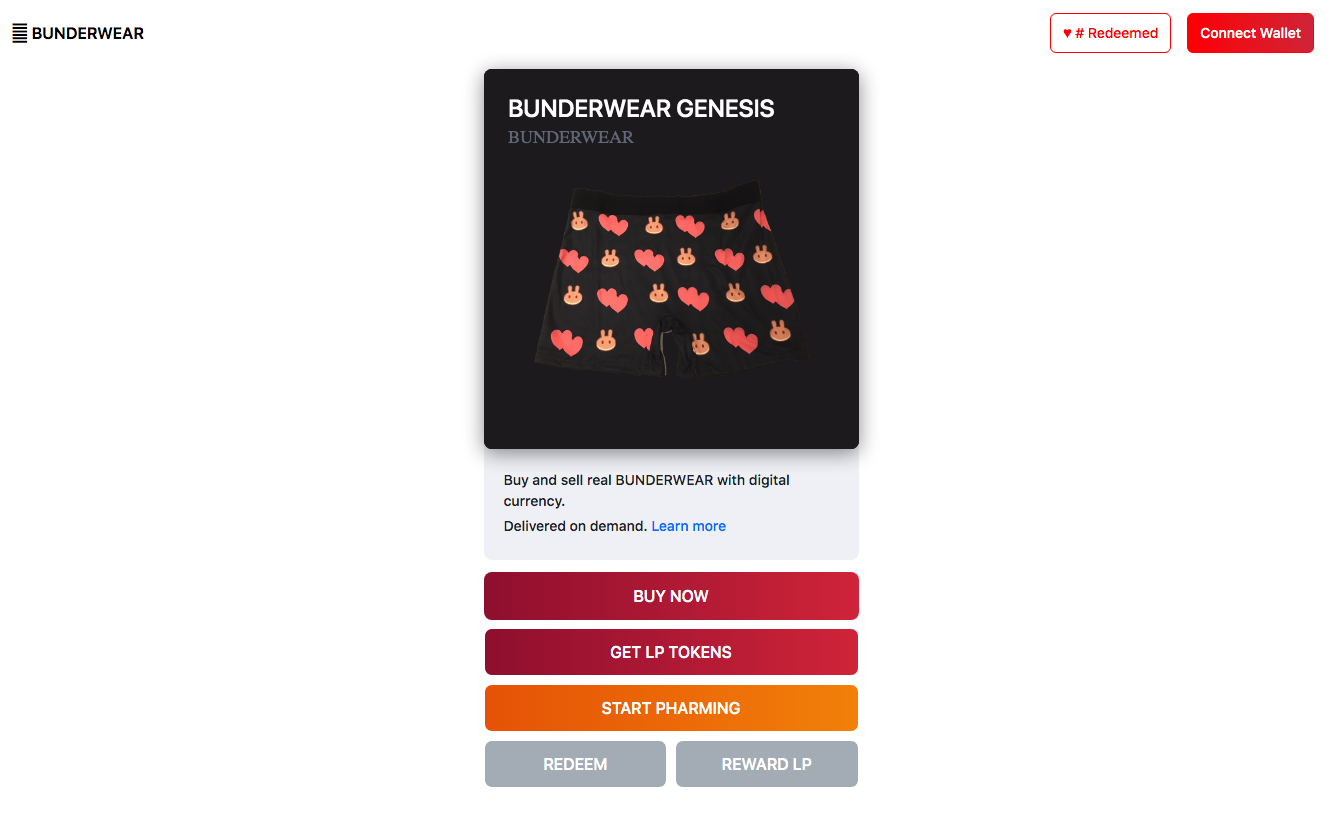 BUNDERWEAR
♥ # Redeemed
Connect Wallet
BUNDERWEAR GENESIS
BUNDERWEAR
Buy and sell real BUNDERWEAR with digital
currency.
Delivered on demand. Learn more
BUY NOW
GET LP TOKENS
START PHARMING
REDEEM
REWARD LP